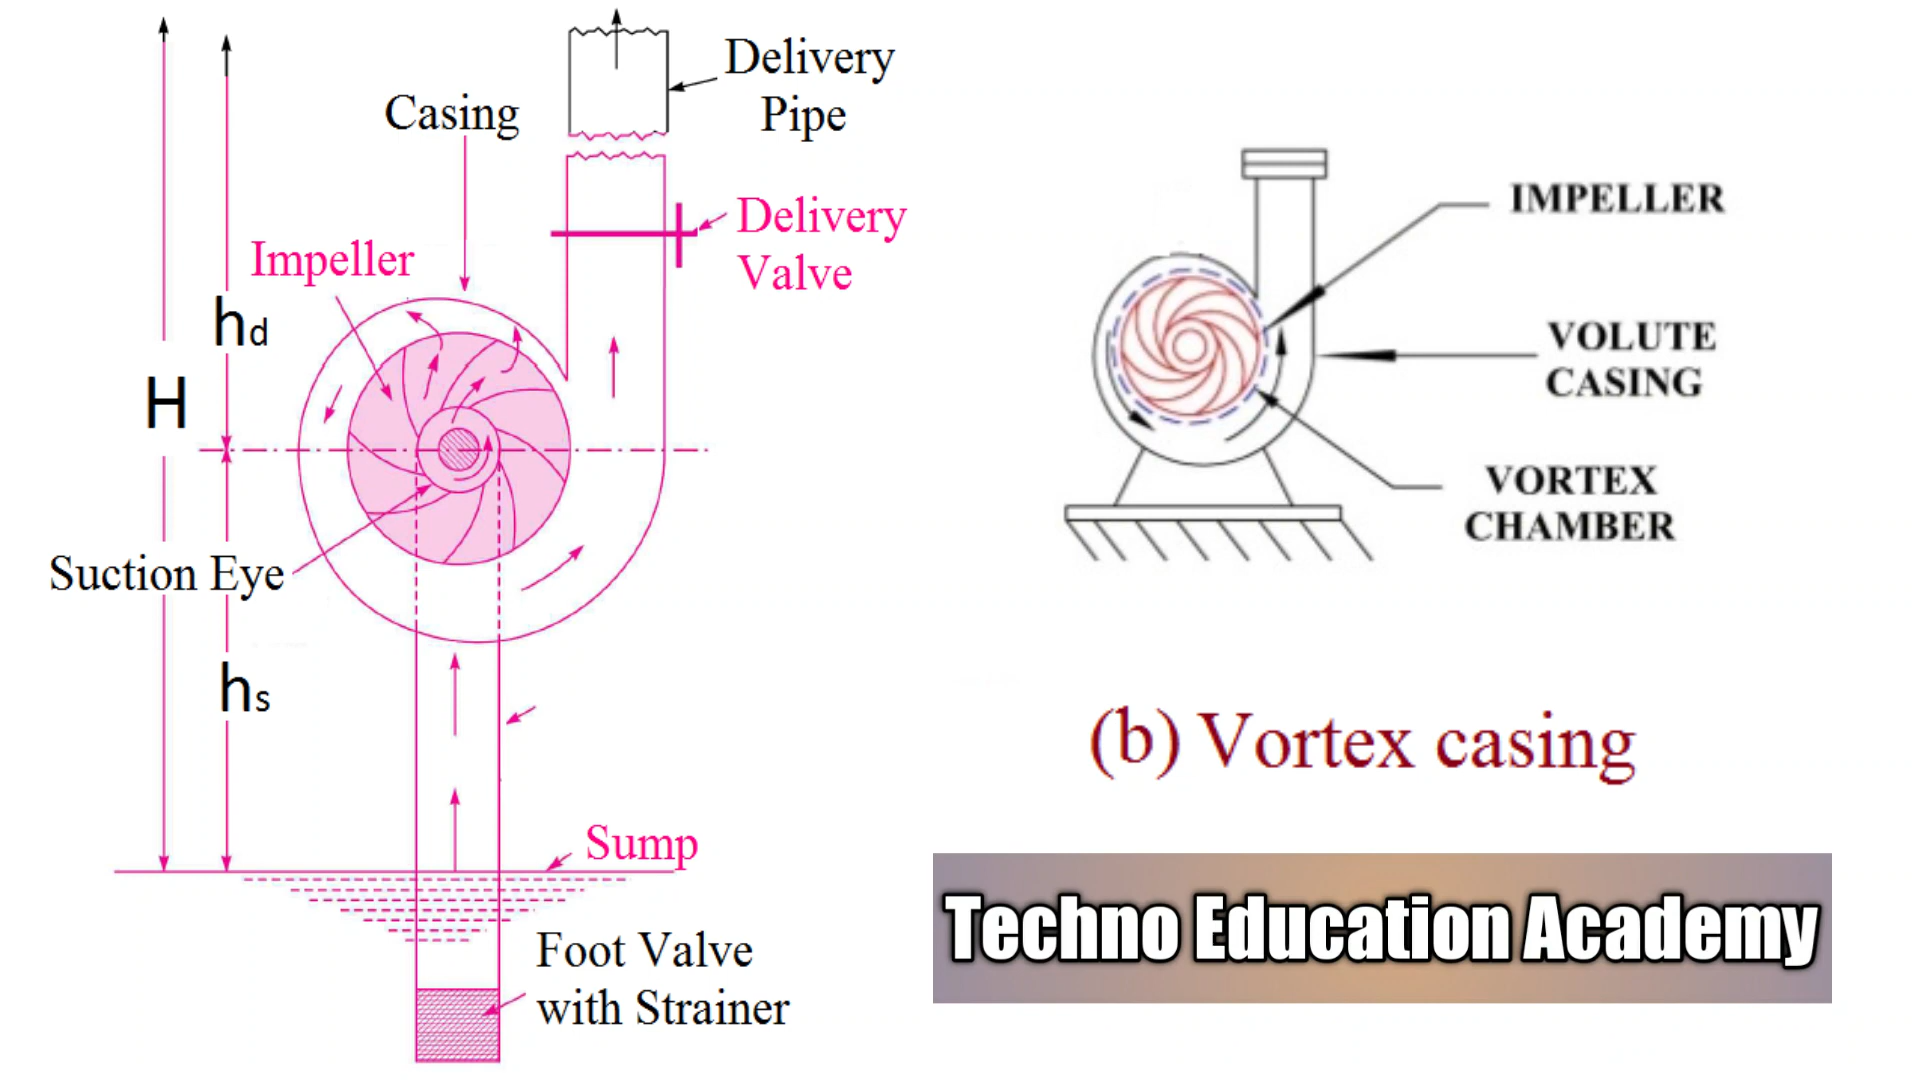 Delivery
Pipe
Casing
Delivery
Valve
Impeller
hd
H
Suction Eye
hs
Sump
Foot Valve
with Strainer
IMPELLER
VOLUTE
CASING
VORTEX
CHAMBER
(b) Vortex casing
Techno Education Academy